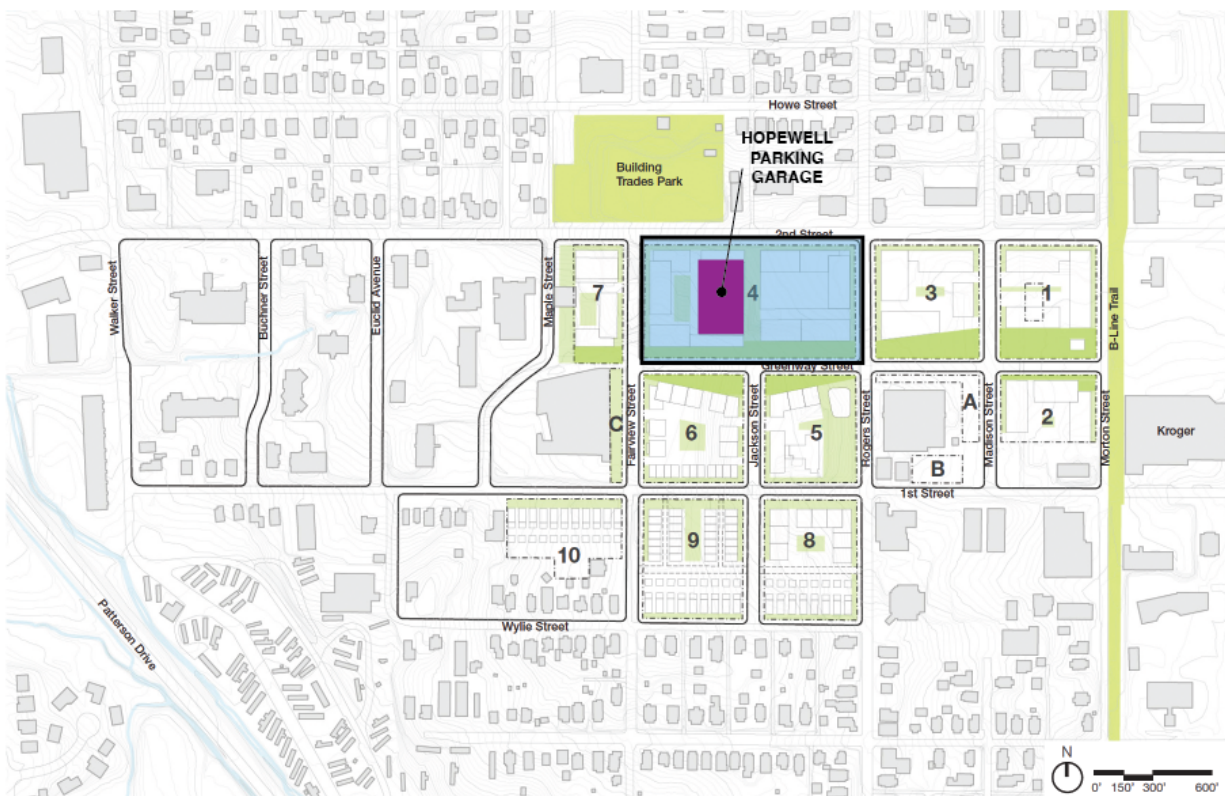 Howe Street
HOPEWELL
PARKING
GARAGE
Building
Trades Park
2nd Street
Walker Street
Buchner Street
Euclid Avenue
Maple Street
7
4
3
1
B-Line Trail
Greenway Street
C
Fairview Street
6
Jackson Street
5
Rogers Street
A
B
Madison Street
2
Morton Street
Kroger
1st Street
10
9
8
Wylie Street
Patterson Drive
N
0' 150' 300' 600'